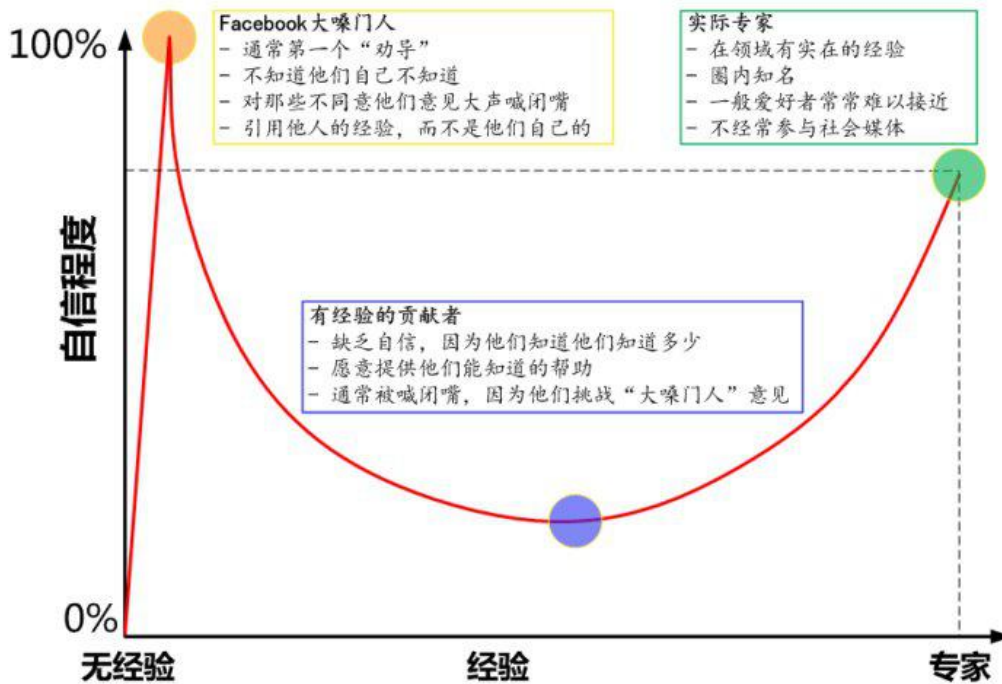 100%
Facebook大嗓门人
- 通常第一个“劝导”
- 不知道他们自己不知道
- 对那些不同意他们意见大声喊闭嘴
- 引用他人的经验，而不是他们自己的
实际专家
- 在领域有实在的经验
- 圈内知名
- 一般爱好者常常难以接近
- 不经常参与社会媒体
自信程度
有经验的贡献者
- 缺乏自信，因为他们知道他们知道多少
- 愿意提供他们能知道的帮助
- 通常被喊闭嘴，因为他们挑战“大嗓门人”意见
0%
无经验
经验
专家